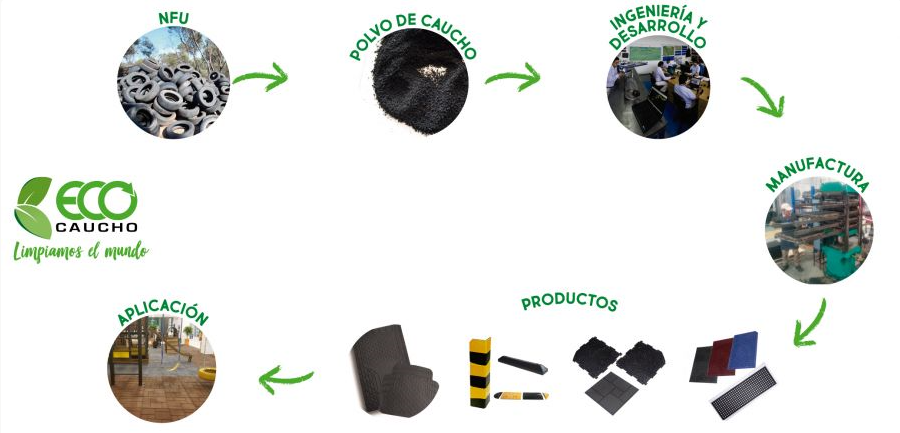 NFU
POLVO DE CAUCHO
INGENIERÍA Y
DESARROLLO
MANUFACTURA
ECO
CAUCHO
Limpiamos el mundo
PRODUCTOS
APLICACIÓN